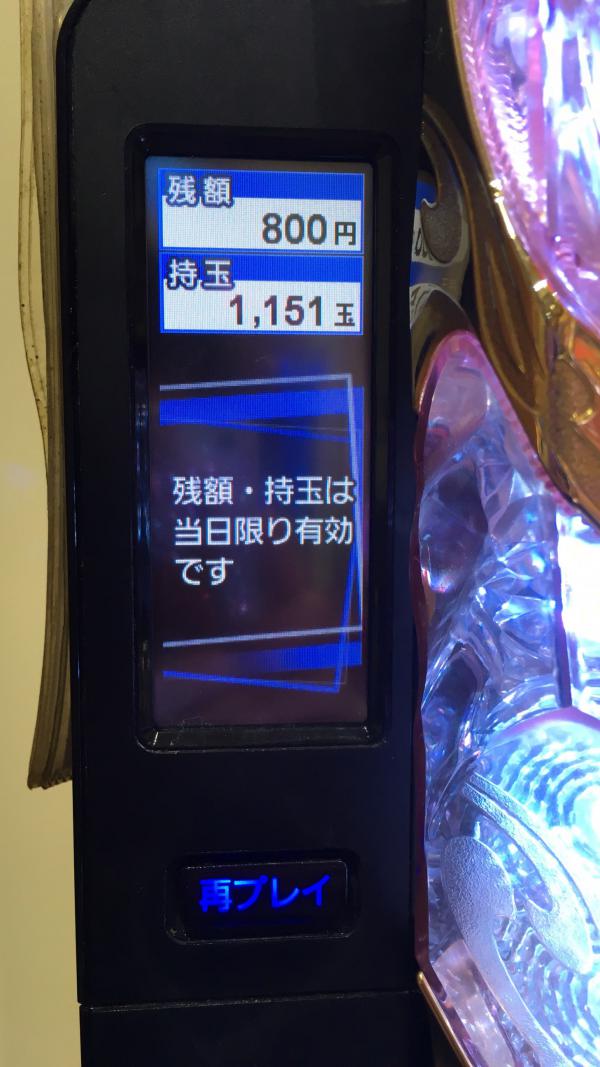 残額
800円
持玉
1,151玉
残額・持玉は
当日限り有効
です
再プレイ